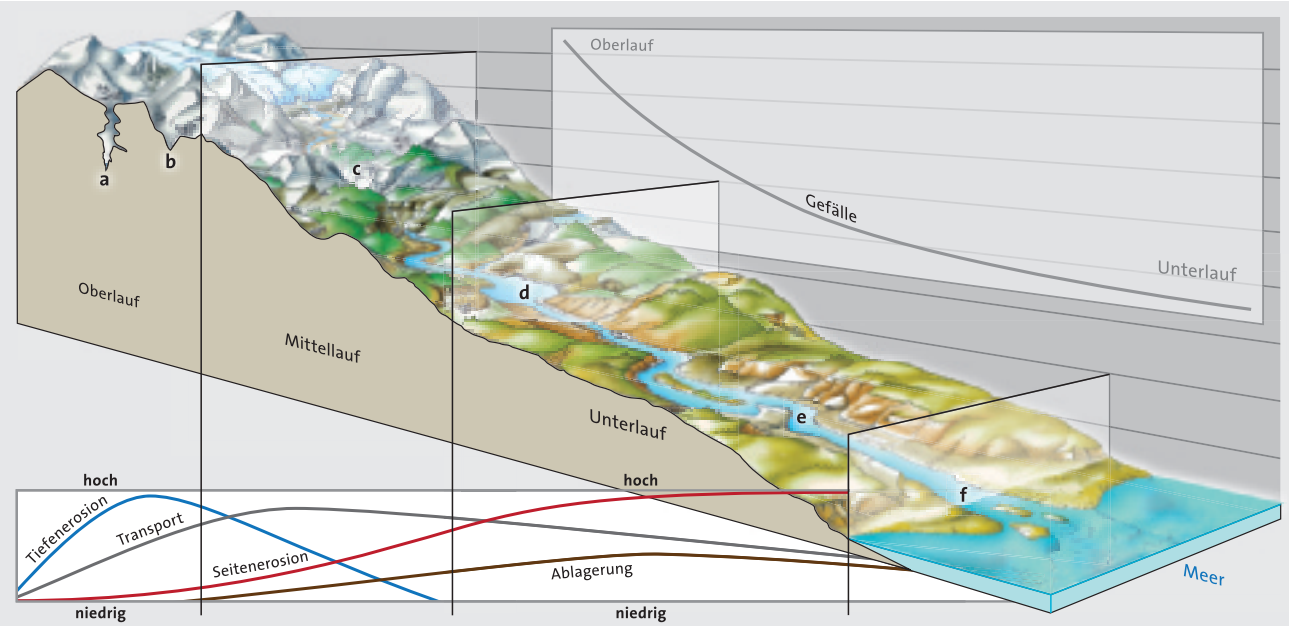 Oberlauf
a
b
c
Gefälle
Unterlauf
d
Oberlauf
Mittellauf
Unterlauf
e
f
hoch
hoch
Tiefenerosion
Transport
Seitenerosion
Ablagerung
Meer
niedrig
niedrig